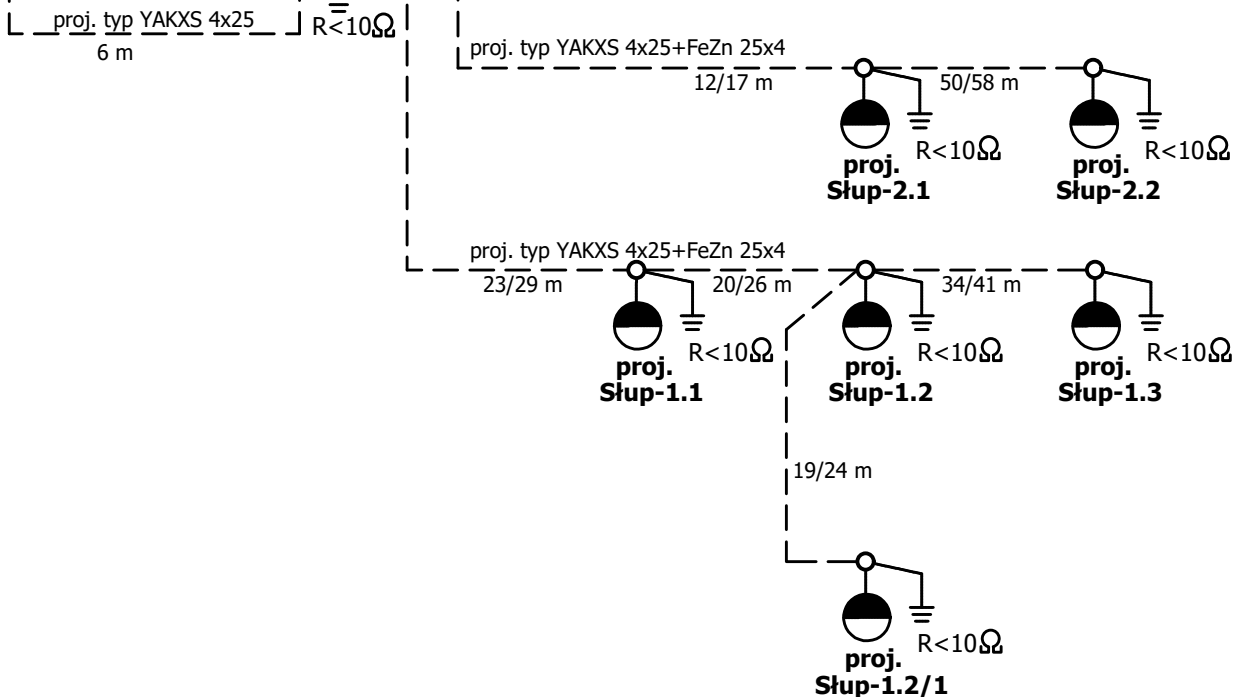 proj. typ YAKXS 4x25
6 m
R<10Ω
proj. typ YAKXS 4x25+FeZn 25x4
12/17 m
50/58 m
R<10Ω
R<10Ω
proj.
Słup-2.1
proj.
Słup-2.2
proj. typ YAKXS 4x25+FeZn 25x4
23/29 m
20/26 m
34/41 m
R<10Ω
R<10Ω
R<10Ω
proj.
Słup-1.1
proj.
Słup-1.2
proj.
Słup-1.3
19/24 m
R<10Ω
proj.
Słup-1.2/1